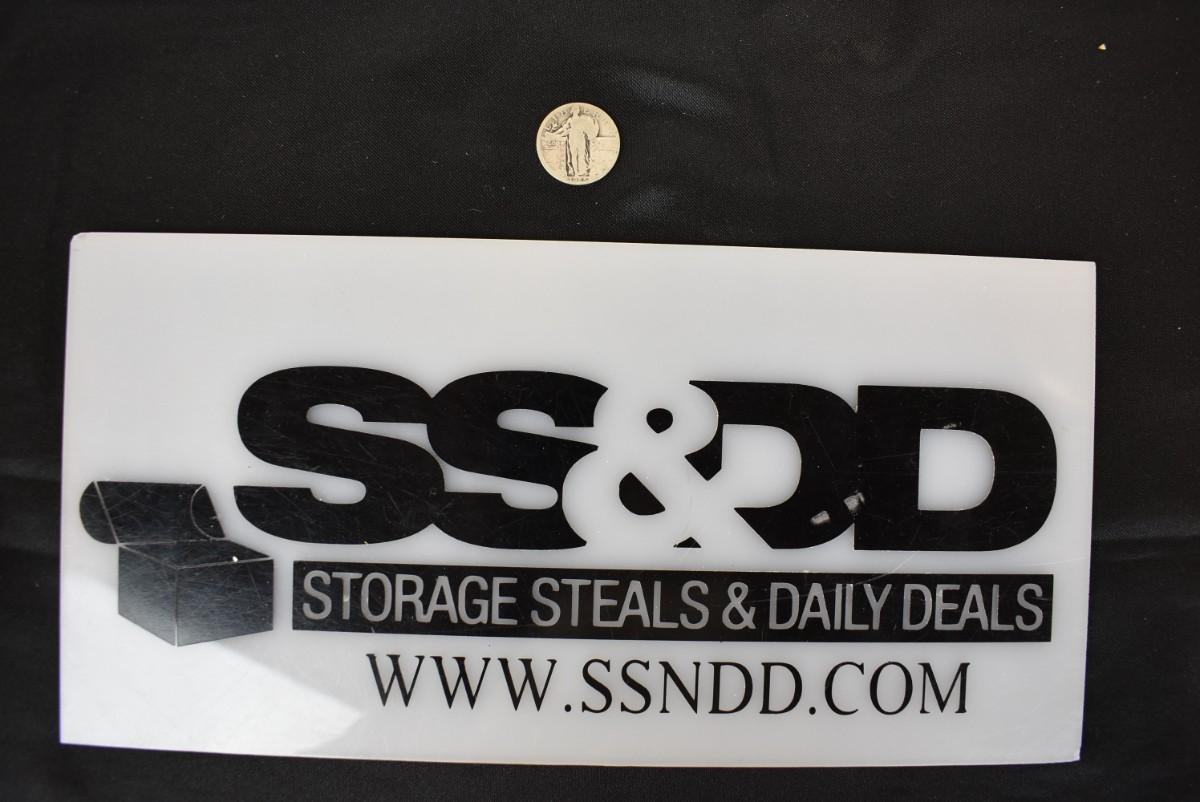 SS&DD
STORAGE STEALS & DAILY DEALS
WWW.SSNDD.COM